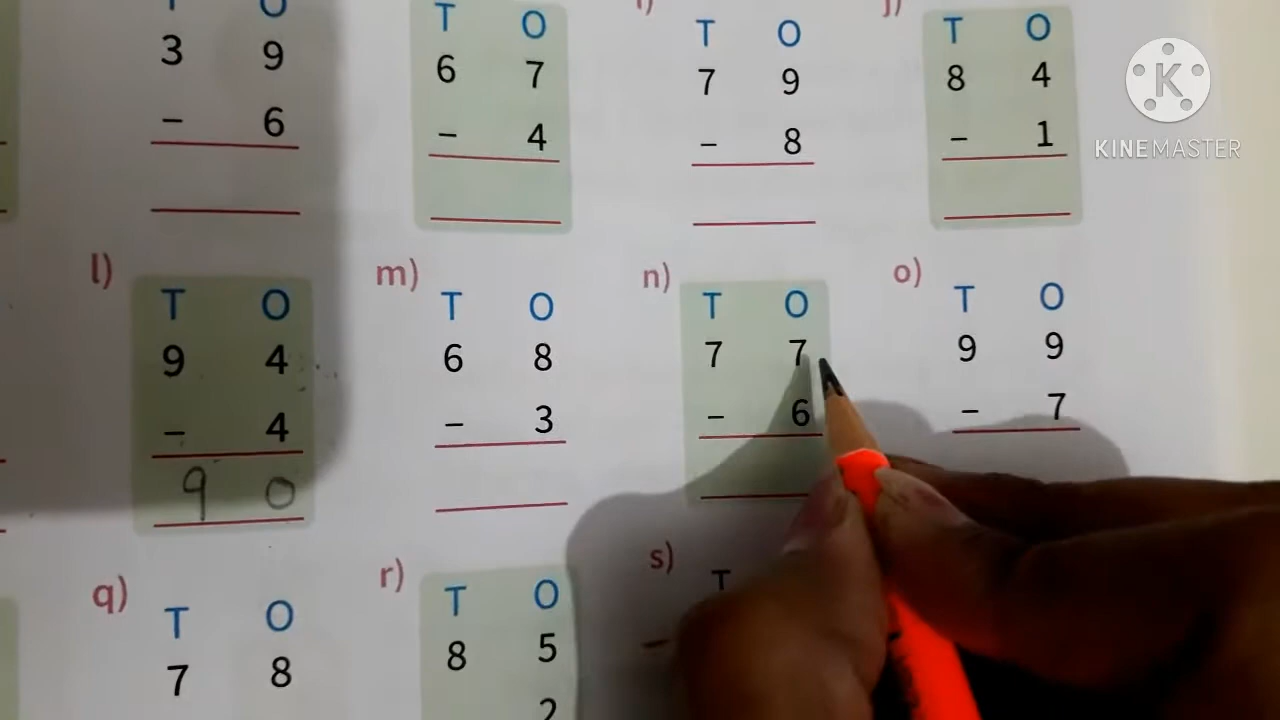 T O T O i) T O j) T O
3 9 6 7 7 9 8 4
- 6 - 4 - 8 - 1
K
KINEMASTER
l) T O m) T O n) T O o) T O
9 4 6 8 7 7 9 9
- 4 - 3 - 6 - 7
9 0
q) T O r) T O s) T
7 8 8 5 -
2